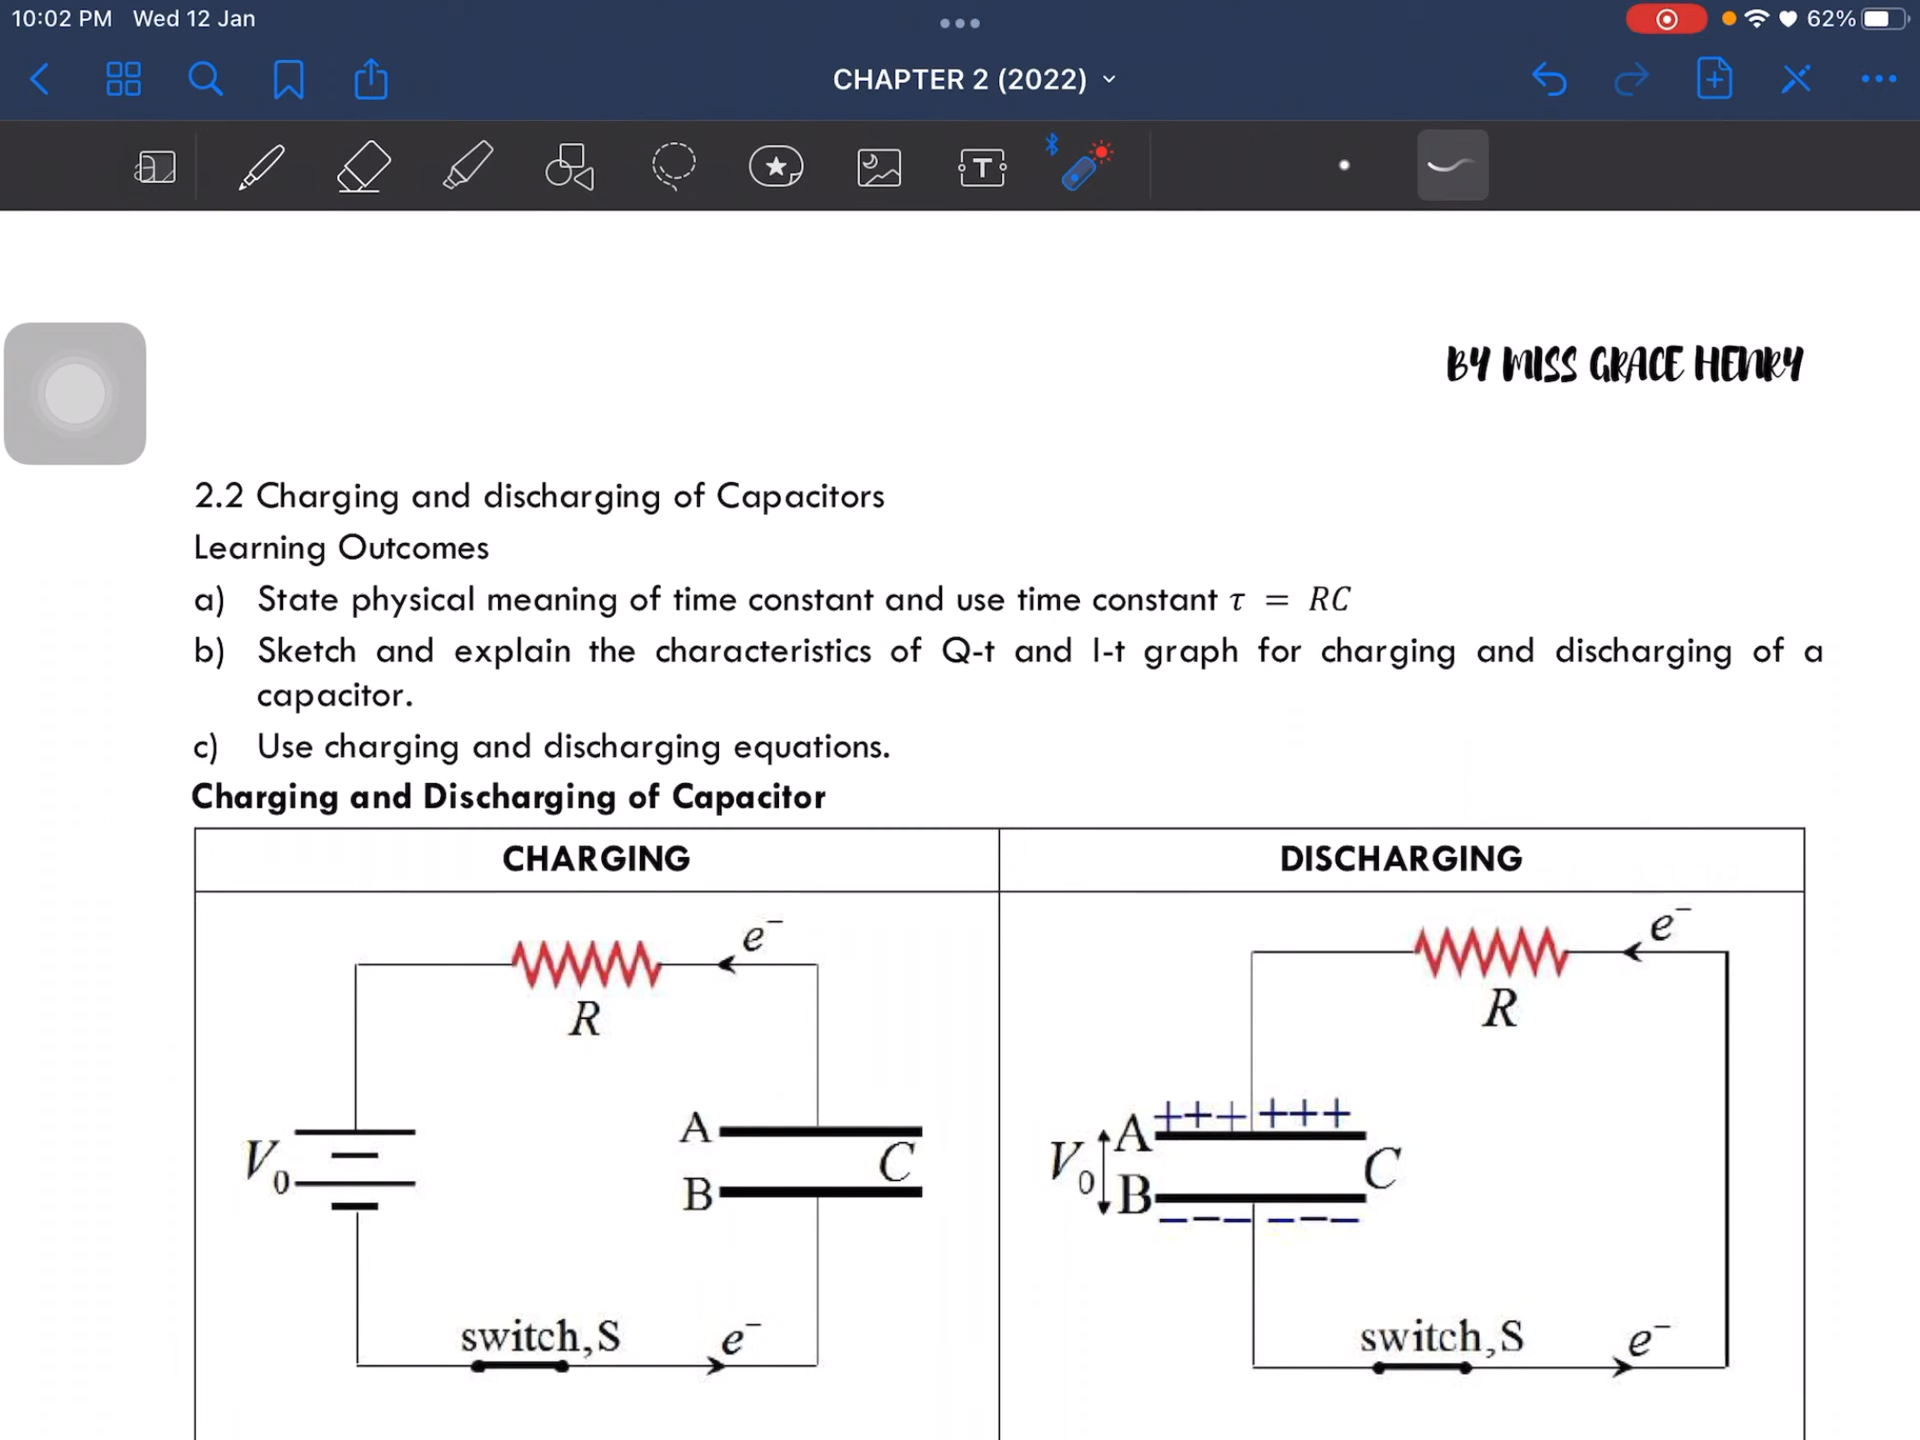 10:02 PM Wed 12 Jan
62%
CHAPTER 2 (2022)
T
BY MISS GRACE HENRY
2.2 Charging and discharging of Capacitors
Learning Outcomes
a) State physical meaning of time constant and use time constant τ = RC
b) Sketch and explain the characteristics of Q-t and I-t graph for charging and discharging of a
capacitor.
c) Use charging and discharging equations.
Charging and Discharging of Capacitor
CHARGING
DISCHARGING
e⁻
R
V₀
A
B
C
switch,S
e⁻
e⁻
R
+++ +++
V₀
A
B
C
−−− −−−
switch,S
e⁻